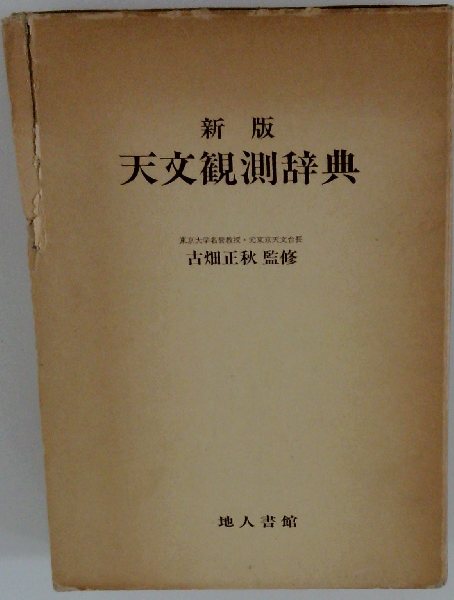 新版
天文観測辞典
東京大学名誉教授・元東京天文台長
古畑正秋 監修
地人書館